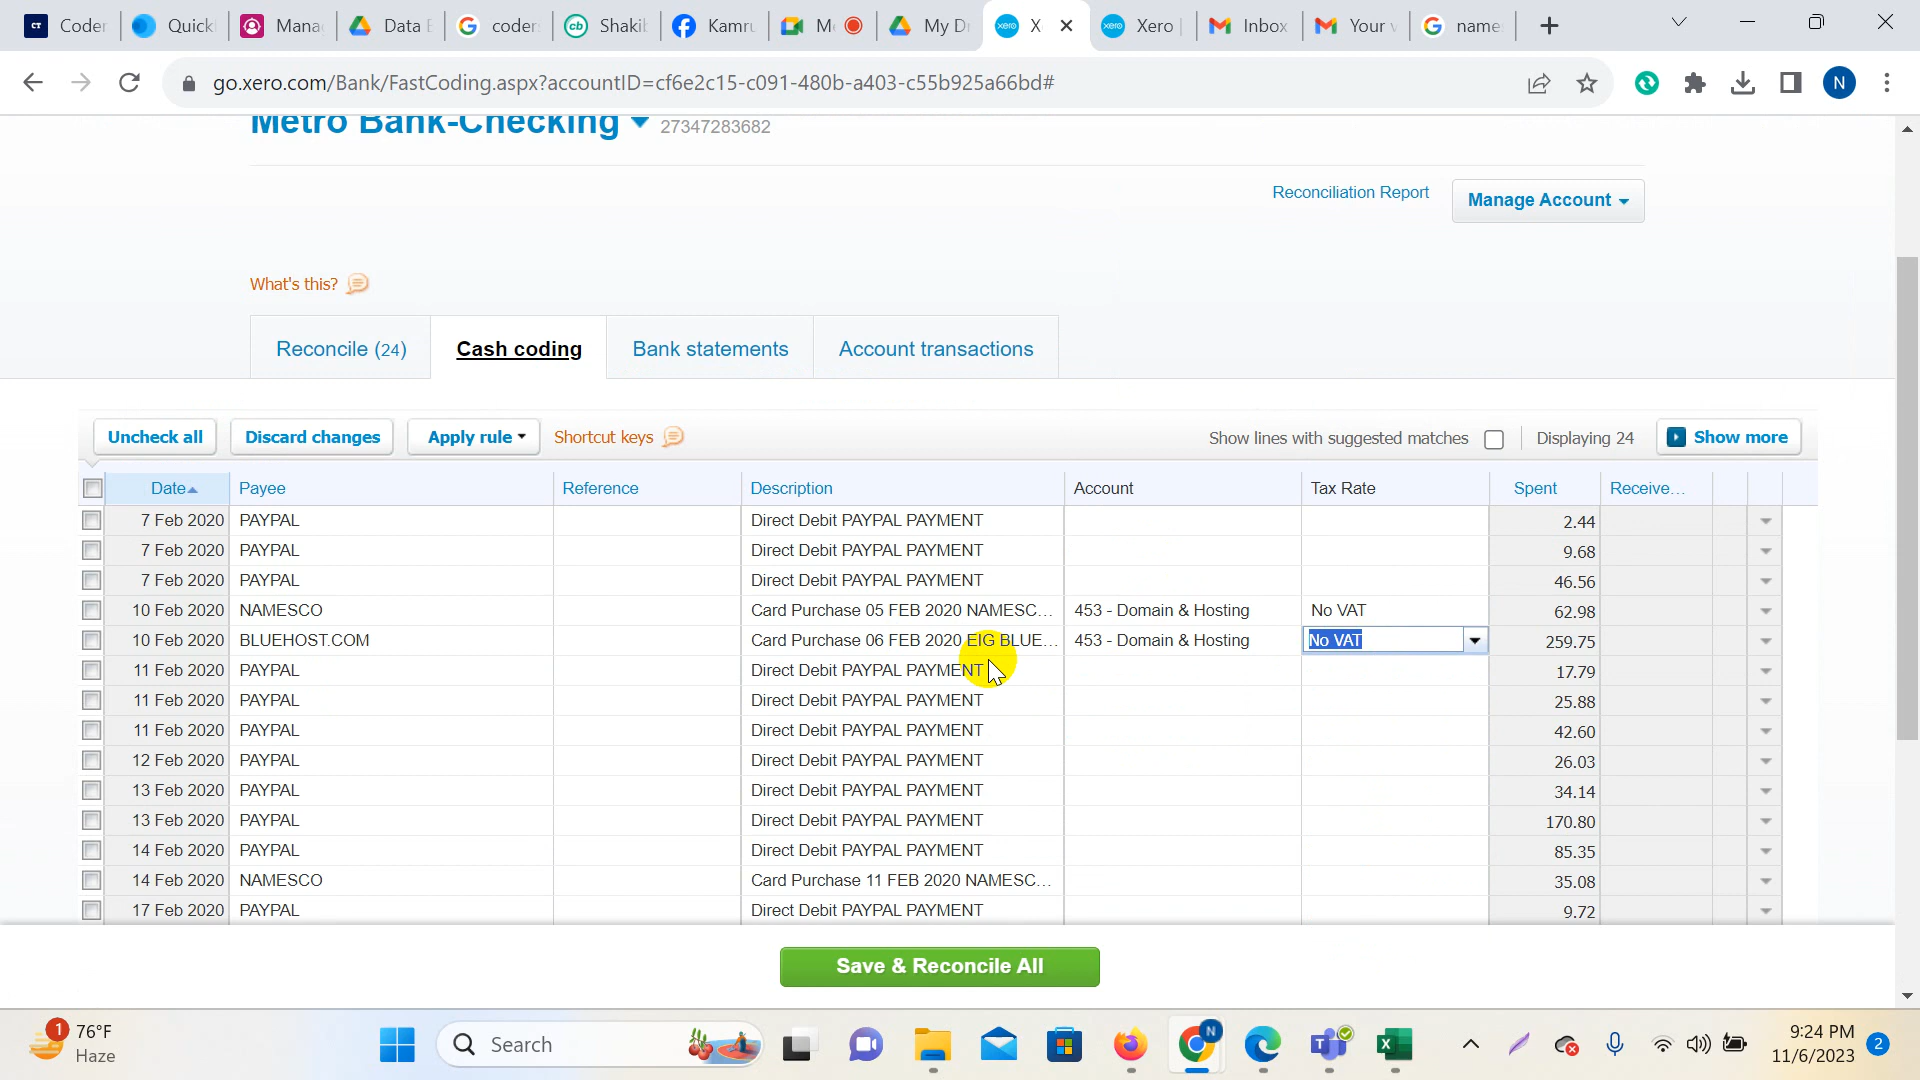 Coder
Quick
Mana
Data E
coder
Shakib
Kamru
M
My D
X
Xero |
Inbox
Your v
name
go.xero.com/Bank/FastCoding.aspx?accountID=cf6e2c15-c091-480b-a403-c55b925a66bd#
N
Metro Bank-Checking 27347283682
Reconciliation Report
Manage Account
What's this?
Reconcile (24)
Cash coding
Bank statements
Account transactions
Uncheck all
Discard changes
Apply rule
Shortcut keys
Show lines with suggested matches
Displaying 24
Show more
Date Payee Reference Description Account Tax Rate Spent Receive...
7 Feb 2020 PAYPAL Direct Debit PAYPAL PAYMENT 2.44
7 Feb 2020 PAYPAL Direct Debit PAYPAL PAYMENT 9.68
7 Feb 2020 PAYPAL Direct Debit PAYPAL PAYMENT 46.56
10 Feb 2020 NAMESCO Card Purchase 05 FEB 2020 NAMESC... 453 - Domain & Hosting No VAT 62.98
10 Feb 2020 BLUEHOST.COM Card Purchase 06 FEB 2020 EIG BLUE... 453 - Domain & Hosting No VAT 259.75
11 Feb 2020 PAYPAL Direct Debit PAYPAL PAYMENT 17.79
11 Feb 2020 PAYPAL Direct Debit PAYPAL PAYMENT 25.88
11 Feb 2020 PAYPAL Direct Debit PAYPAL PAYMENT 42.60
12 Feb 2020 PAYPAL Direct Debit PAYPAL PAYMENT 26.03
13 Feb 2020 PAYPAL Direct Debit PAYPAL PAYMENT 34.14
13 Feb 2020 PAYPAL Direct Debit PAYPAL PAYMENT 170.80
14 Feb 2020 PAYPAL Direct Debit PAYPAL PAYMENT 85.35
14 Feb 2020 NAMESCO Card Purchase 11 FEB 2020 NAMESC... 35.08
17 Feb 2020 PAYPAL Direct Debit PAYPAL PAYMENT 9.72
Save & Reconcile All
1
76°F
Haze
Search
N
9:24 PM
11/6/2023
2